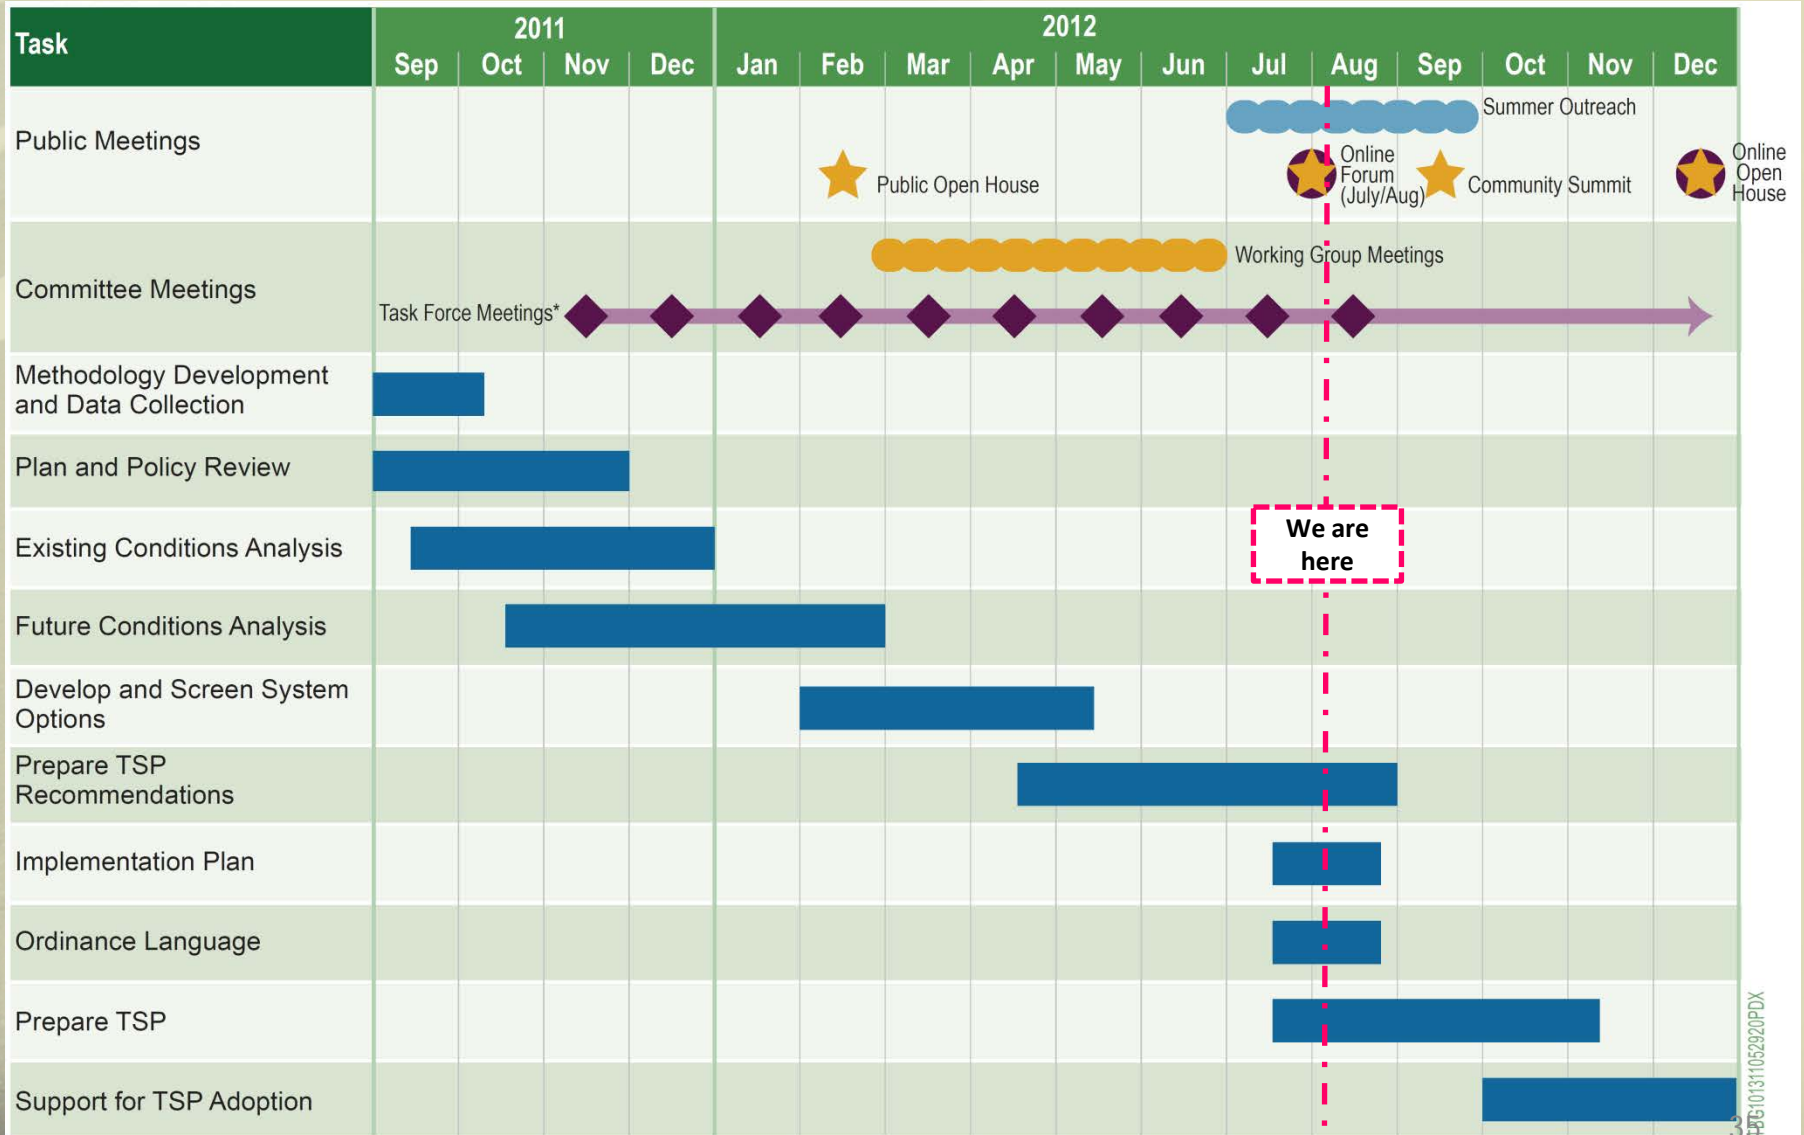 Task
2011
2012
Sep Oct Nov Dec Jan Feb Mar Apr May Jun Jul Aug Sep Oct Nov Dec
Public Meetings
Summer Outreach
Public Open House
Online
Forum
(July/Aug)
Community Summit
Online
Open
House
Committee Meetings
Working Group Meetings
Task Force Meetings*
Methodology Development
and Data Collection
Plan and Policy Review
Existing Conditions Analysis
We are
here
Future Conditions Analysis
Develop and Screen System
Options
Prepare TSP
Recommendations
Implementation Plan
Ordinance Language
Prepare TSP
Support for TSP Adoption
35